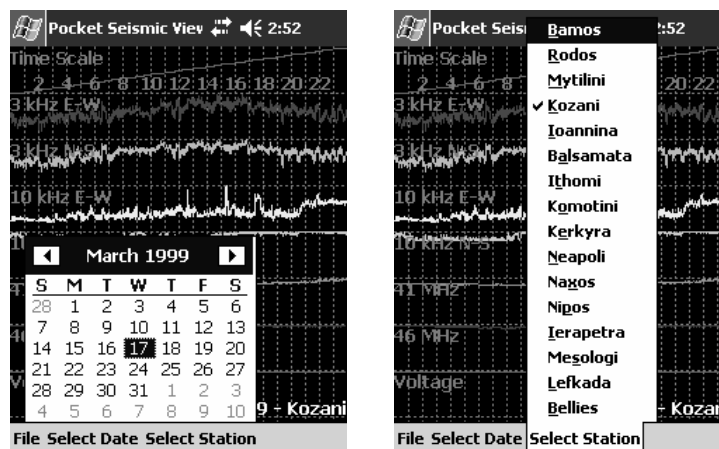 Pocket Seismic View 2:52
Time Scale
2 4 6 8 10 12 14 16 18 20 22
3 kHz E-W
3 kHz N-S
10 kHz E-W
March 1999
S M T W T F S
28 1 2 3 4 5 6
7 8 9 10 11 12 13
14 15 16 17 18 19 20
21 22 23 24 25 26 27
28 29 30 31 1 2 3
4 5 6 7 8 9 10
9 - Kozani
File Select Date Select Station
Pocket Seis :52
Time Scale
2 4 6 8 20 22
3 kHz E-W
3 kHz N-S
10 kHz E-W
10 kHz N-S
41 MHz
46 MHz
Voltage
- Kozan
Bamos
Rodos
Mytilini
Kozani
Ioannina
Balsamata
Ithomi
Komotini
Kerkyra
Neapoli
Naxos
Nipos
Ierapetra
Mesologi
Lefkada
Bellies
File Select Date Select Station